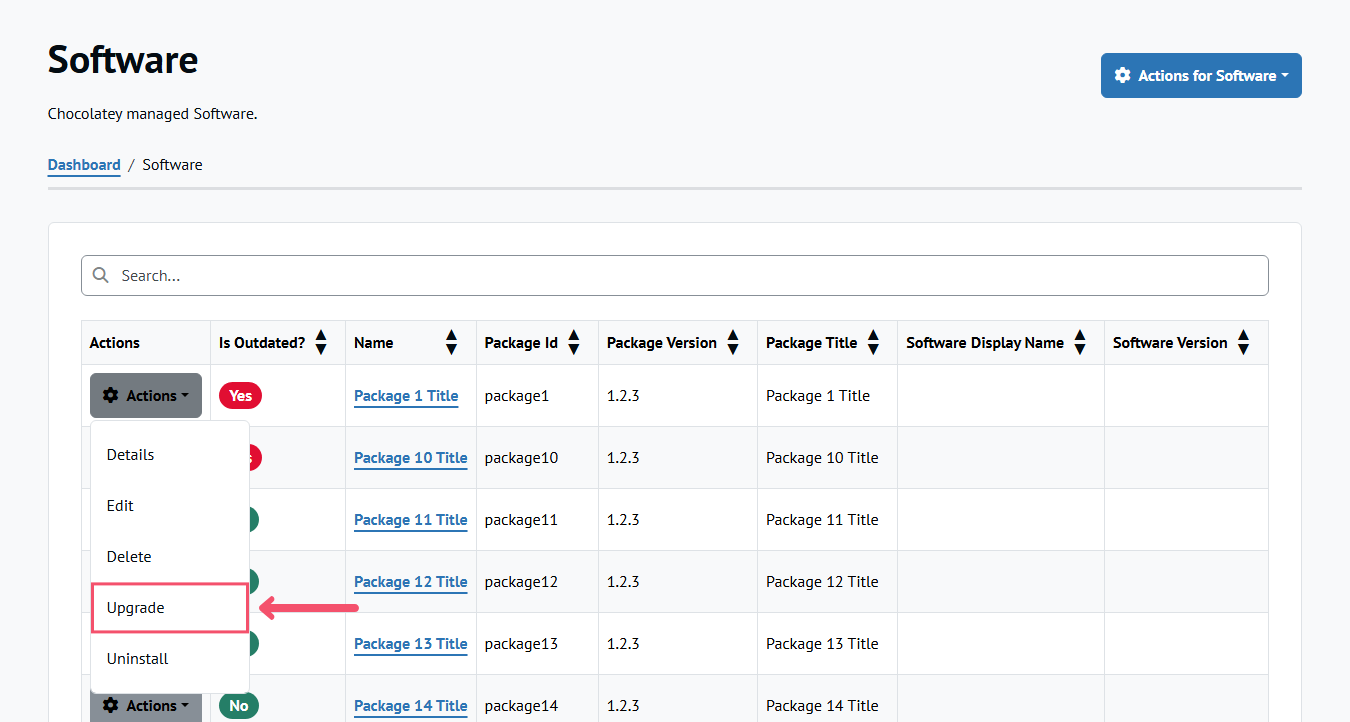 Software
Actions for Software
Chocolatey managed Software.
Dashboard / Software
Search...
Actions Is Outdated? Name Package Id Package Version Package Title Software Display Name Software Version
Actions Yes Package 1 Title package1 1.2.3 Package 1 Title
Details
Package 10 Title package10 1.2.3 Package 10 Title
Edit
Package 11 Title package11 1.2.3 Package 11 Title
Delete
Package 12 Title package12 1.2.3 Package 12 Title
Upgrade
Package 13 Title package13 1.2.3 Package 13 Title
Uninstall
Actions No Package 14 Title package14 1.2.3 Package 14 Title